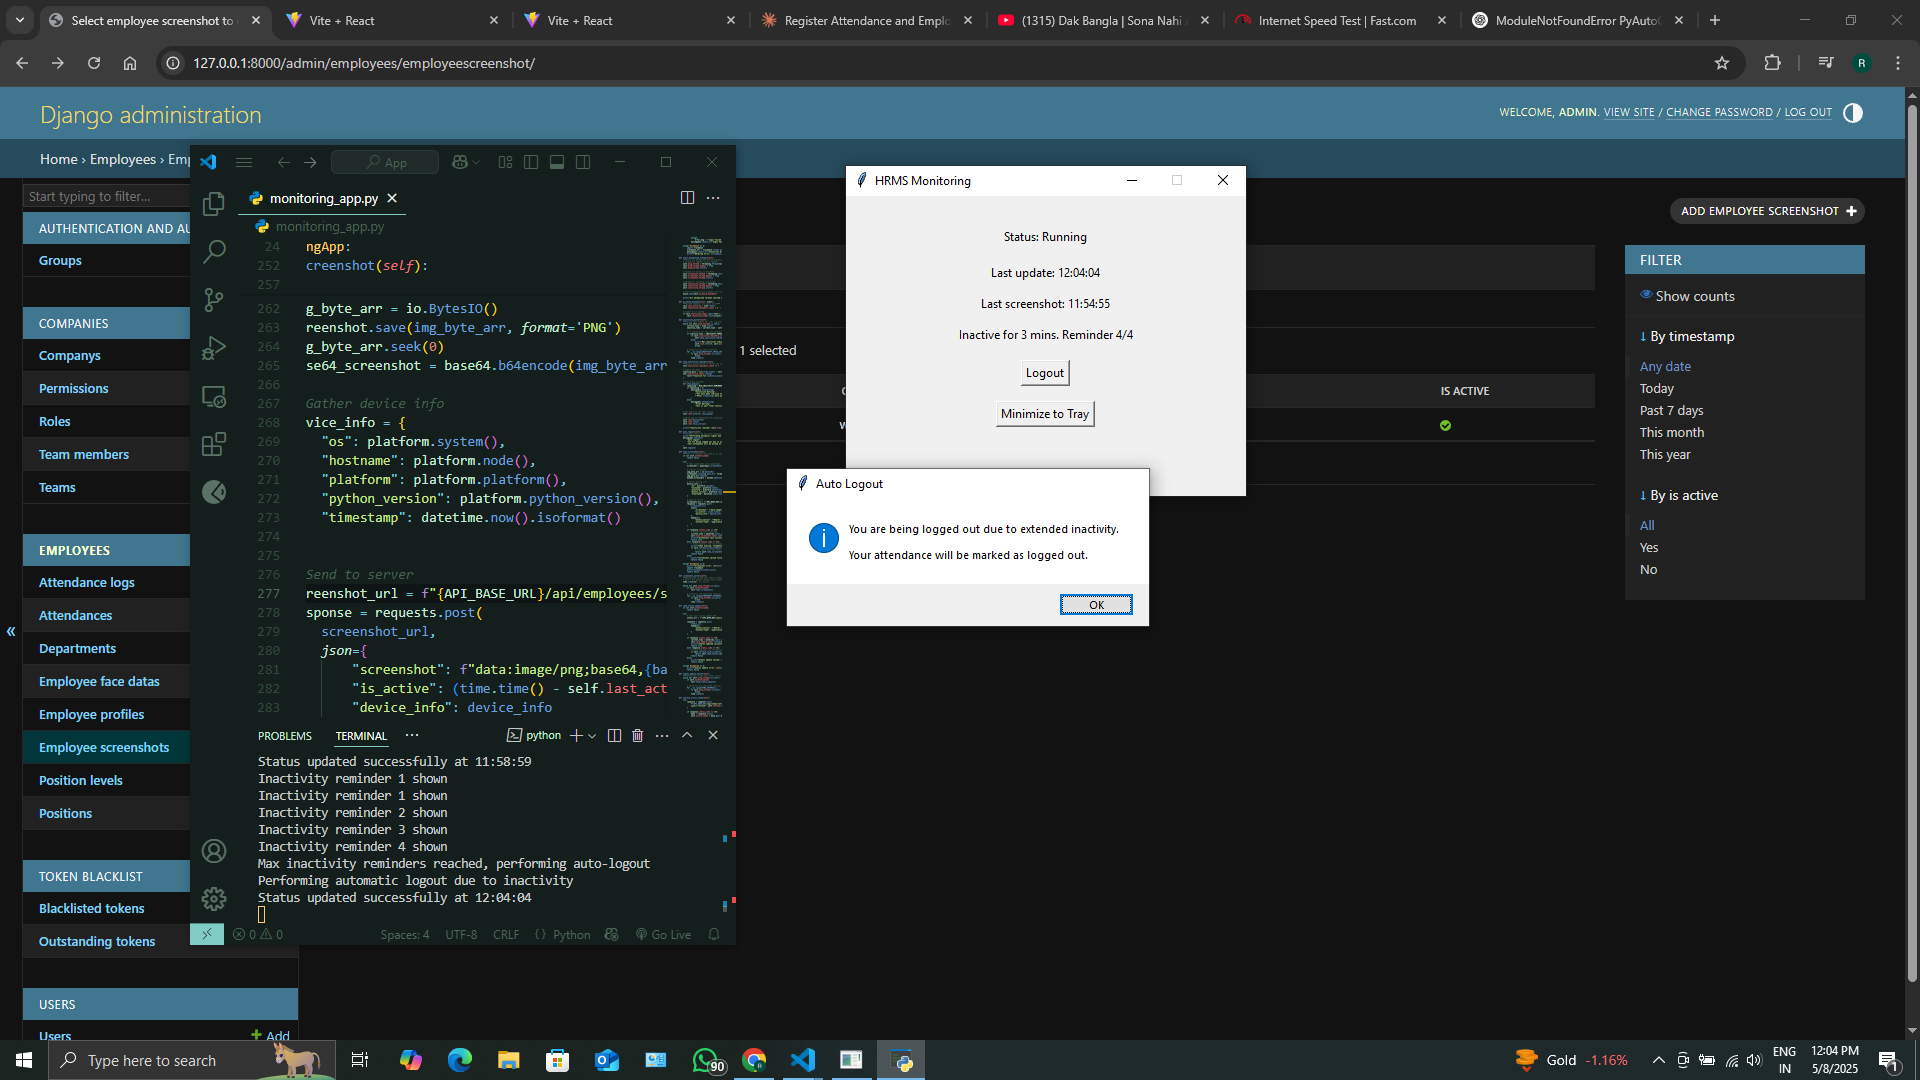 Select employee screenshot to
Vite + React
Vite + React
Register Attendance and Emplo
(1315) Dak Bangla | Sona Nahi
Internet Speed Test | Fast.com
ModuleNotFoundError PyAuto
127.0.0.1:8000/admin/employees/employeescreenshot/
R
Django administration
WELCOME, ADMIN. VIEW SITE / CHANGE PASSWORD / LOG OUT
Home › Employees › Em
Start typing to filter...
AUTHENTICATION AND AU
Groups
COMPANIES
Companys
Permissions
Roles
Team members
Teams
EMPLOYEES
Attendance logs
Attendances
Departments
Employee face datas
Employee profiles
Employee screenshots
Position levels
Positions
TOKEN BLACKLIST
Blacklisted tokens
Outstanding tokens
USERS
Users
Add
App
monitoring_app.py
monitoring_app.py
24 ngApp:
252 creenshot(self):
257
262 g_byte_arr = io.BytesIO()
263 reenshot.save(img_byte_arr, format='PNG')
264 g_byte_arr.seek(0)
265 se64_screenshot = base64.b64encode(img_byte_arr
266
267 Gather device info
268 vice_info = {
269 "os": platform.system(),
270 "hostname": platform.node(),
271 "platform": platform.platform(),
272 "python_version": platform.python_version(),
273 "timestamp": datetime.now().isoformat()
274
275
276 Send to server
277 reenshot_url = f"{API_BASE_URL}/api/employees/s
278 sponse = requests.post(
279 screenshot_url,
280 json={
281 "screenshot": f"data:image/png;base64,{ba
282 "is_active": (time.time() - self.last_act
283 "device_info": device_info
PROBLEMS
TERMINAL
python
Status updated successfully at 11:58:59
Inactivity reminder 1 shown
Inactivity reminder 1 shown
Inactivity reminder 2 shown
Inactivity reminder 3 shown
Inactivity reminder 4 shown
Max inactivity reminders reached, performing auto-logout
Performing automatic logout due to inactivity
Status updated successfully at 12:04:04
0 0
Spaces: 4
UTF-8
CRLF
{ } Python
Go Live
1 selected
IS ACTIVE
HRMS Monitoring
Status: Running
Last update: 12:04:04
Last screenshot: 11:54:55
Inactive for 3 mins. Reminder 4/4
Logout
Minimize to Tray
Auto Logout
You are being logged out due to extended inactivity.
Your attendance will be marked as logged out.
OK
ADD EMPLOYEE SCREENSHOT
FILTER
Show counts
By timestamp
Any date
Today
Past 7 days
This month
This year
By is active
All
Yes
No
Type here to search
90
Gold -1.16%
ENG
IN
12:04 PM
5/8/2025
1